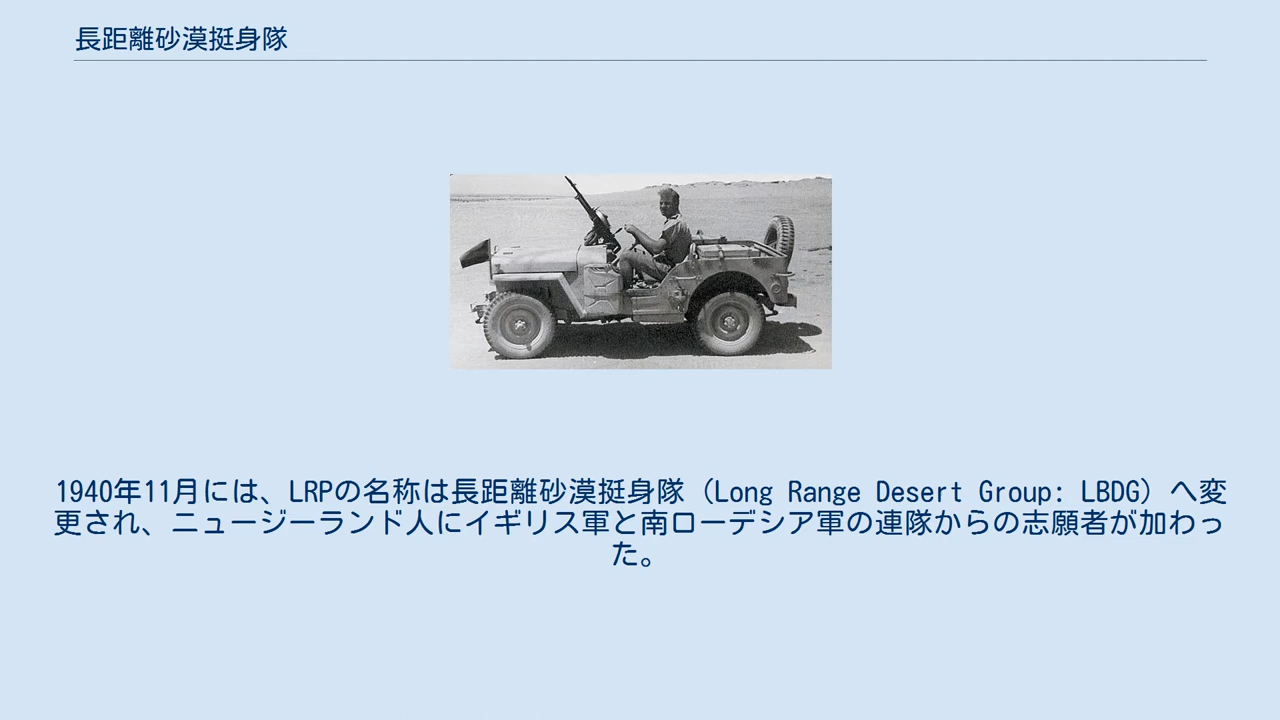 長距離砂漠挺身隊
1940年11月には、LRPの名称は長距離砂漠挺身隊（Long Range Desert Group: LBDG）へ変
更され、ニュージーランド人にイギリス軍と南ローデシア軍の連隊からの志願者が加わっ
た。